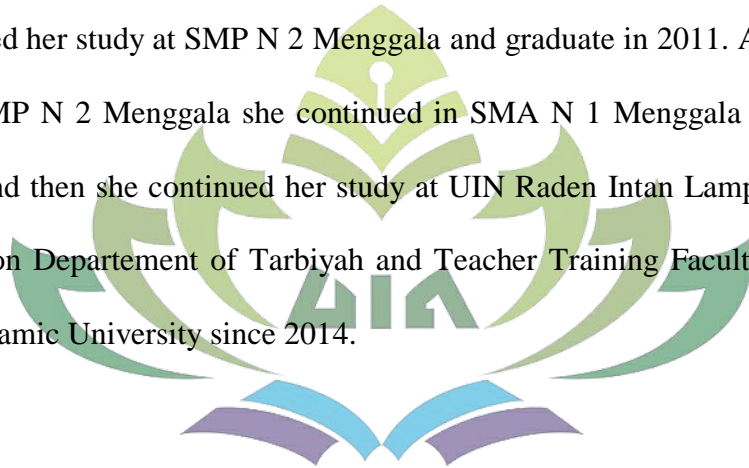 ed her study at SMP N 2 Menggala and graduate in 2011. A
MP N 2 Menggala she continued in SMA N 1 Menggala
nd then she continued her study at UIN Raden Intan Lamp
on Departement of Tarbiyah and Teacher Training Facult
UIN
amic University since 2014.